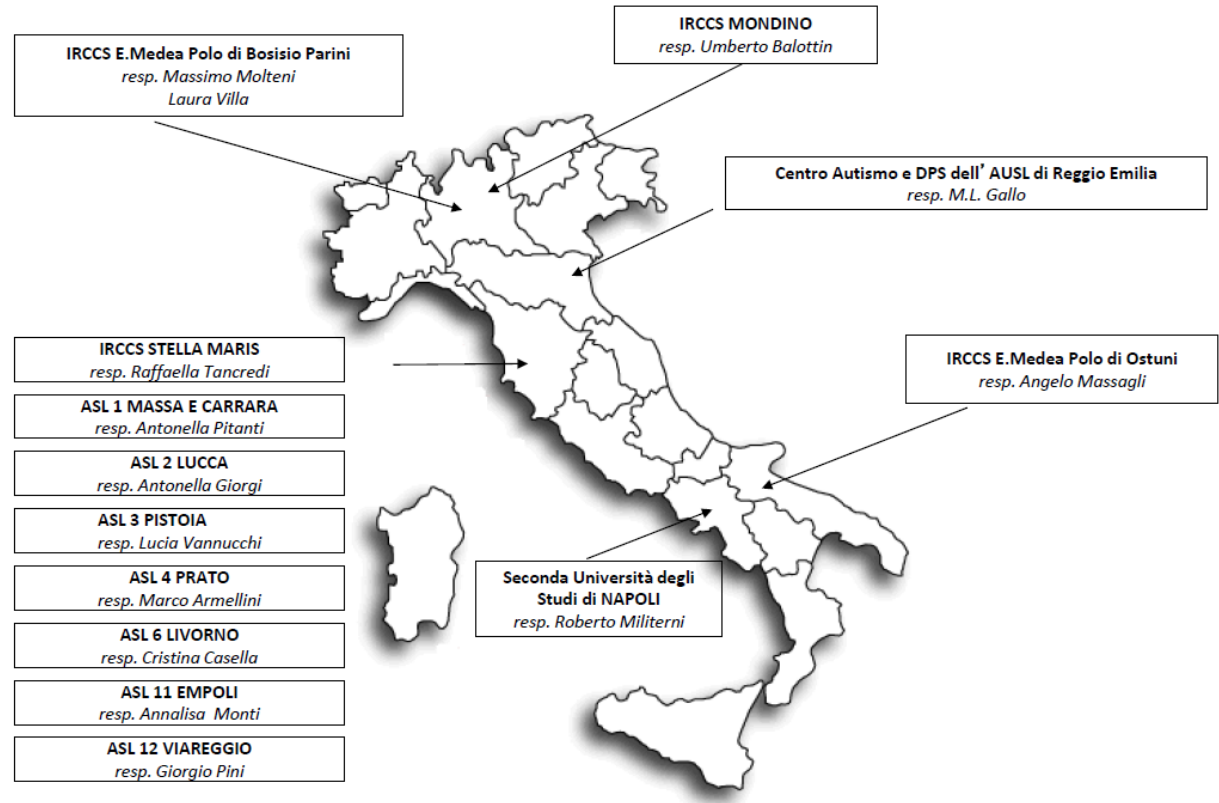 IRCCS MONDINO
resp. Umberto Balottin
IRCCS E.Medea Polo di Bosisio Parini
resp. Massimo Molteni
Laura Villa
Centro Autismo e DPS dell’ AUSL di Reggio Emilia
resp. M.L. Gallo
IRCCS STELLA MARIS
resp. Raffaella Tancredi
IRCCS E.Medea Polo di Ostuni
resp. Angelo Massagli
ASL 1 MASSA E CARRARA
resp. Antonella Pitanti
ASL 2 LUCCA
resp. Antonella Giorgi
ASL 3 PISTOIA
resp. Lucia Vannucchi
ASL 4 PRATO
resp. Marco Armellini
Seconda Università degli
Studi di NAPOLI
resp. Roberto Militerni
ASL 6 LIVORNO
resp. Cristina Casella
ASL 11 EMPOLI
resp. Annalisa Monti
ASL 12 VIAREGGIO
resp. Giorgio Pini